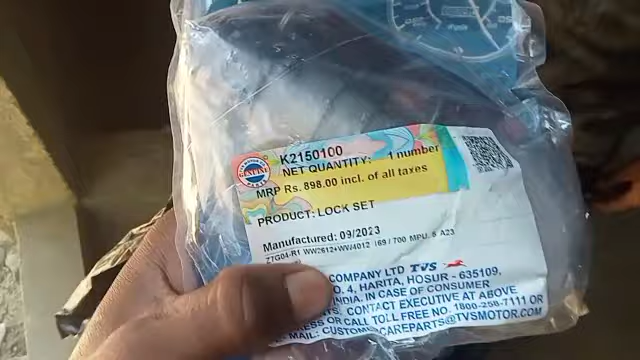 K2150100
NET QUANTITY: 1 number
MRP Rs. 898.00 incl. of all taxes
GENUINE
PRODUCT: LOCK SET
Manufactured: 09/2023
COMPANY LTD TVS
O. 4, HARITA, HOSUR - 635109,
INDIA. IN CASE OF CONSUMER
CONTACT EXECUTIVE AT ABOVE
OR CALL TOLL FREE NO. 1800-258-7111 OR
MAIL: CUSTOMERCAREPARTS@TVSMOTOR.COM